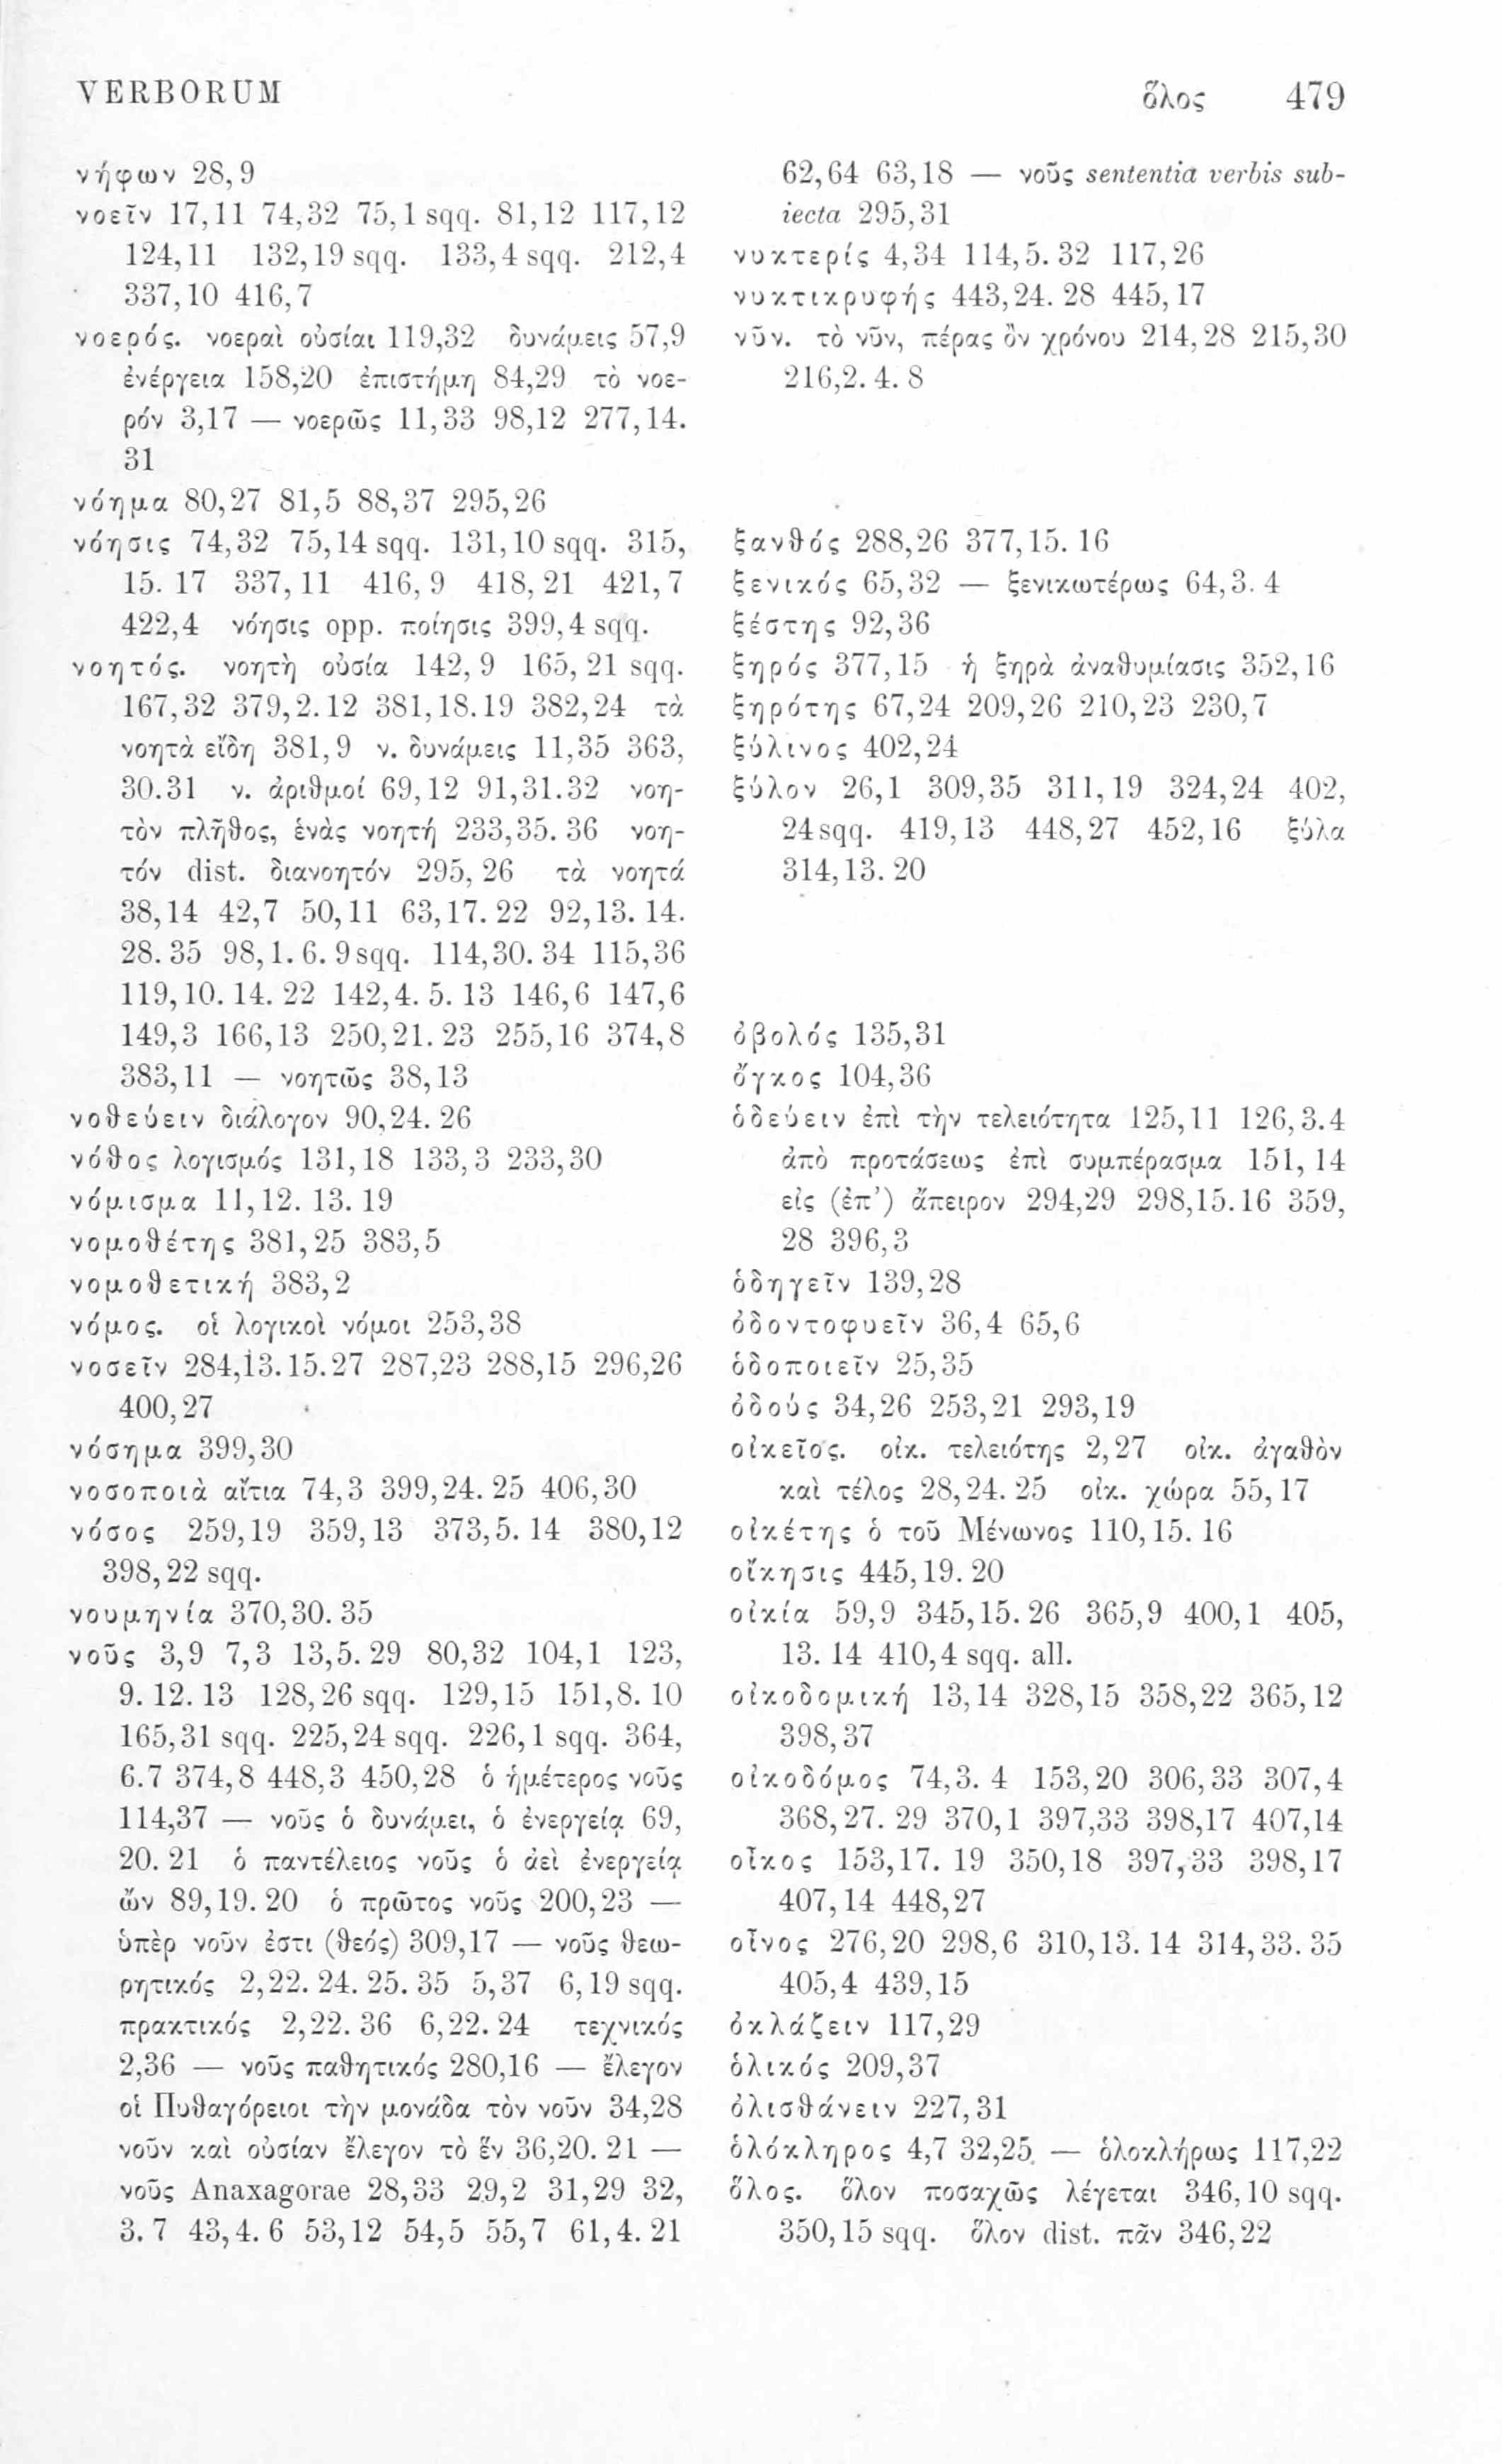 VERBORUM ὅλος 479
νήφων 28,9
νοεῖν 17,11 74,32 75,1 sqq. 81,12 117,12
124,11 132,19 sqq. 133,4 sqq. 212,4
337,10 416,7
νοερός. νοεραὶ οὐσίαι 119,32 δυνάμεις 57,9
ἐνέργεια 158,20 ἐπιστήμη 84,29 τὸ νοε-
ρόν 3,17 — νοερῶς 11,33 98,12 277,14.
31
νόημα 80,27 81,5 88,37 295,26
νόησις 74,32 75,14 sqq. 131,10 sqq. 315,
15. 17 337,11 416,9 418,21 421,7
422,4 νόησις opp. ποίησις 399,4 sqq.
νοητός. νοητὴ οὐσία 142,9 165,21 sqq.
167,32 379,2.12 381,18.19 382,24 τὰ
νοητὰ εἴδη 381,9 ν. δυνάμεις 11,35 363,
30.31 ν. ἀριθμοί 69,12 91,31.32 νοη-
τὸν πλῆθος, ἑνὰς νοητή 233,35. 36 νοη-
τόν dist. διανοητόν 295,26 τὰ νοητά
38,14 42,7 50,11 63,17. 22 92,13. 14.
28. 35 98,1. 6. 9 sqq. 114,30. 34 115,36
119,10. 14. 22 142,4. 5. 13 146,6 147,6
149,3 166,13 250,21. 23 255,16 374,8
383,11 — νοητῶς 38,13
νοθεύειν διάλογον 90,24. 26
νόθος λογισμός 131,18 133,3 233,30
νόμισμα 11,12. 13. 19
νομοθέτης 381,25 383,5
νομοθετική 383,2
νόμος. οἱ λογικοὶ νόμοι 253,38
νοσεῖν 284,13.15.27 287,23 288,15 296,26
400,27
νόσημα 399,30
νοσοποιὰ αἴτια 74,3 399,24. 25 406,30
νόσος 259,19 359,13 373,5. 14 380,12
398,22 sqq.
νουμηνία 370,30. 35
νοῦς 3,9 7,3 13,5. 29 80,32 104,1 123,
9. 12. 13 128,26 sqq. 129,15 151,8. 10
165,31 sqq. 225,24 sqq. 226,1 sqq. 364,
6.7 374,8 448,3 450,28 ὁ ἡμέτερος νοῦς
114,37 — νοῦς ὁ δυνάμει, ὁ ἐνεργείᾳ 69,
20. 21 ὁ παντέλειος νοῦς ὁ ἀεὶ ἐνεργείᾳ
ὤν 89,19. 20 ὁ πρῶτος νοῦς 200,23 —
ὑπὲρ νοῦν ἐστι (θεός) 309,17 — νοῦς θεω-
ρητικός 2,22. 24. 25. 35 5,37 6,19 sqq.
πρακτικός 2,22. 36 6,22. 24 τεχνικός
2,36 — νοῦς παθητικός 280,16 — ἔλεγον
οἱ Πυθαγόρειοι τὴν μονάδα τὸν νοῦν 34,28
νοῦν καὶ οὐσίαν ἔλεγον τὸ ἕν 36,20. 21 —
νοῦς Anaxagorae 28,33 29,2 31,29 32,
3. 7 43,4. 6 53,12 54,5 55,7 61,4. 21
62,64 63,18 — νοῦς sententia verbis sub-
iecta 295,31
νυκτερίς 4,34 114,5. 32 117,26
νυκτικρυφής 443,24. 28 445,17
νῦν. τὸ νῦν, πέρας ὂν χρόνου 214,28 215,30
216,2. 4. 8
ξανθός 288,26 377,15. 16
ξενικός 65,32 — ξενικωτέρως 64,3. 4
ξέστης 92,36
ξηρός 377,15 ἡ ξηρὰ ἀναθυμίασις 352,16
ξηρότης 67,24 209,26 210,23 230,7
ξύλινος 402,24
ξύλον 26,1 309,35 311,19 324,24 402,
24 sqq. 419,13 448,27 452,16 ξύλα
314,13. 20
ὀβολός 135,31
ὄγκος 104,36
ὁδεύειν ἐπὶ τὴν τελειότητα 125,11 126,3.4
ἀπὸ προτάσεως ἐπὶ συμπέρασμα 151,14
εἰς (ἐπ’) ἄπειρον 294,29 298,15.16 359,
28 396,3
ὁδηγεῖν 139,28
ὀδοντοφυεῖν 36,4 65,6
ὁδοποιεῖν 25,35
ὀδούς 34,26 253,21 293,19
οἰκεῖος. οἰκ. τελειότης 2,27 οἰκ. ἀγαθὸν
καὶ τέλος 28,24. 25 οἰκ. χώρα 55,17
οἰκέτης ὁ τοῦ Μένωνος 110,15. 16
οἴκησις 445,19. 20
οἰκία 59,9 345,15. 26 365,9 400,1 405,
13. 14 410,4 sqq. all.
οἰκοδομική 13,14 328,15 358,22 365,12
398,37
οἰκοδόμος 74,3. 4 153,20 306,33 307,4
368,27. 29 370,1 397,33 398,17 407,14
οἶκος 153,17. 19 350,18 397,33 398,17
407,14 448,27
οἶνος 276,20 298,6 310,13. 14 314,33. 35
405,4 439,15
ὀκλάζειν 117,29
ὁλικός 209,37
ὀλισθάνειν 227,31
ὁλόκληρος 4,7 32,25. — ὁλοκλήρως 117,22
ὅλος. ὅλον ποσαχῶς λέγεται 346,10 sqq.
350,15 sqq. ὅλον dist. πᾶν 346,22